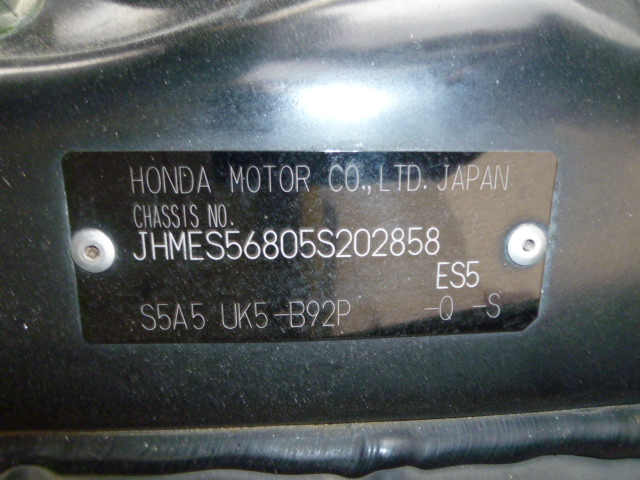 HONDA MOTOR CO.,LTD. JAPAN
CHASSIS NO.
JHMES56805S202858
ES5
S5A5 UK5-B92P -Q -S